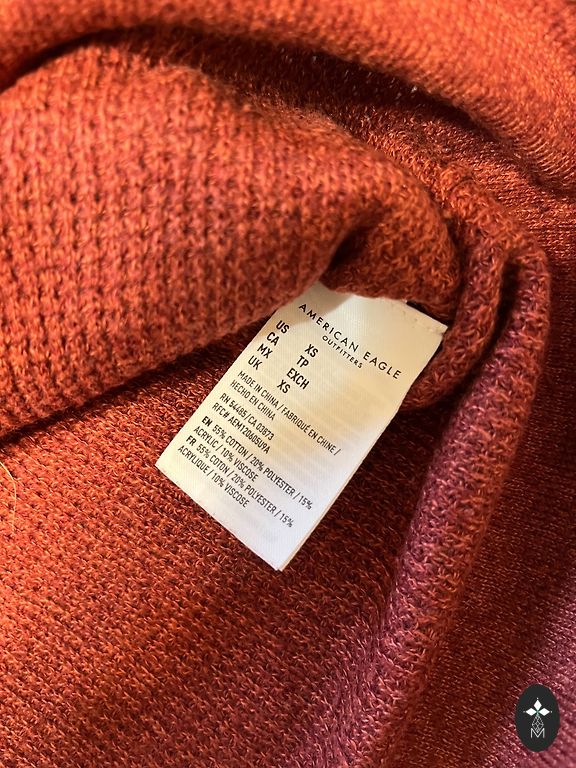 AMERICAN EAGLE
OUTFITTERS
US XS
CA TP
MX EXCH
UK XS
MADE IN CHINA / FABRIQUÉ EN CHINE /
HECHO EN CHINA
RN 54485 / CA 03873
RFC# AEM120605U9A
EN 55% COTTON / 20% POLYESTER / 15%
ACRYLIC / 10% VISCOSE
FR 55% COTON / 20% POLYESTER / 15%
ACRYLIQUE / 10% VISCOSE